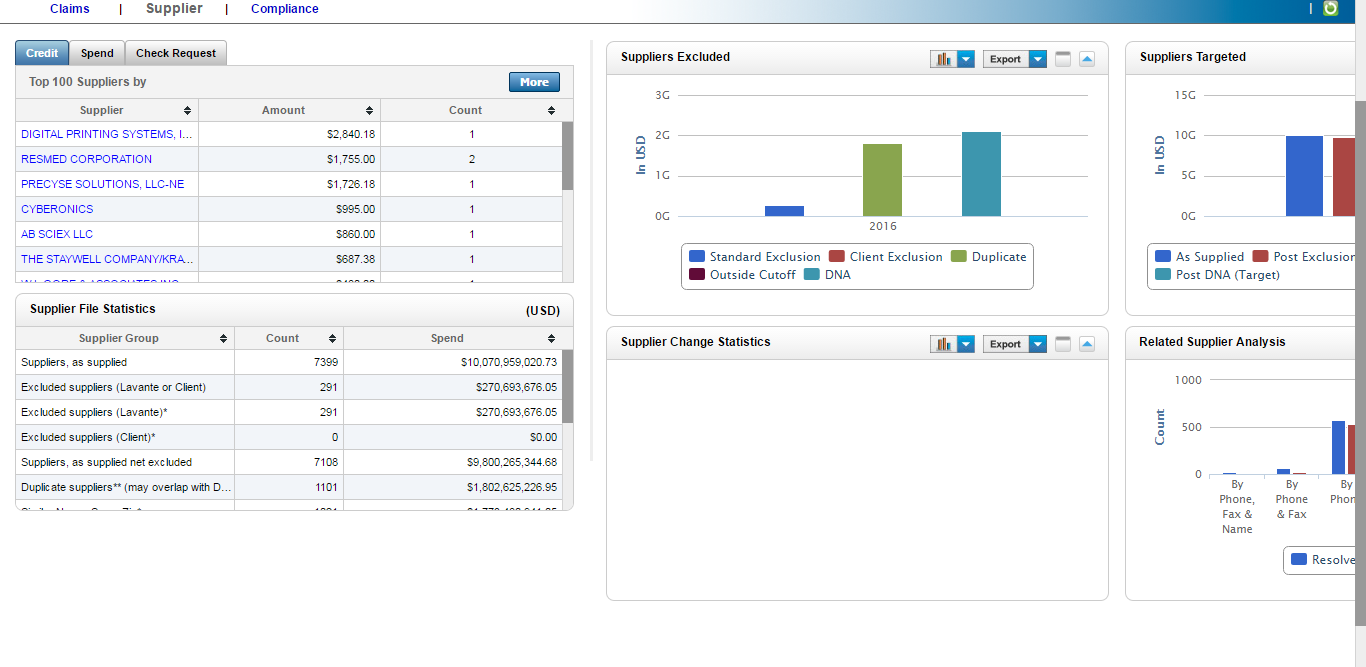 Claims | Supplier | Compliance |
Credit Spend Check Request
Top 100 Suppliers by More
Supplier Amount Count
DIGITAL PRINTING SYSTEMS, I... $2,840.18 1
RESMED CORPORATION $1,755.00 2
PRECYSE SOLUTIONS, LLC-NE $1,726.18 1
CYBERONICS $995.00 1
AB SCIEX LLC $860.00 1
THE STAYWELL COMPANY/KRA... $687.38 1
Supplier File Statistics (USD)
Supplier Group Count Spend
Suppliers, as supplied 7399 $10,070,959,020.73
Excluded suppliers (Lavante or Client) 291 $270,693,676.05
Excluded suppliers (Lavante)* 291 $270,693,676.05
Excluded suppliers (Client)* 0 $0.00
Suppliers, as supplied net excluded 7108 $9,800,265,344.68
Duplicate suppliers** (may overlap with D... 1101 $1,802,625,226.95
Suppliers Excluded Export
3G
2G
1G
0G
In USD
2016
Standard Exclusion Client Exclusion Duplicate
Outside Cutoff DNA
Supplier Change Statistics Export
Suppliers Targeted
15G
10G
5G
0G
In USD
As Supplied Post Exclusion
Post DNA (Target)
Related Supplier Analysis
1000
500
0
Count
By By By
Phone, Phone Phon
Fax & & Fax
Name
Resolve